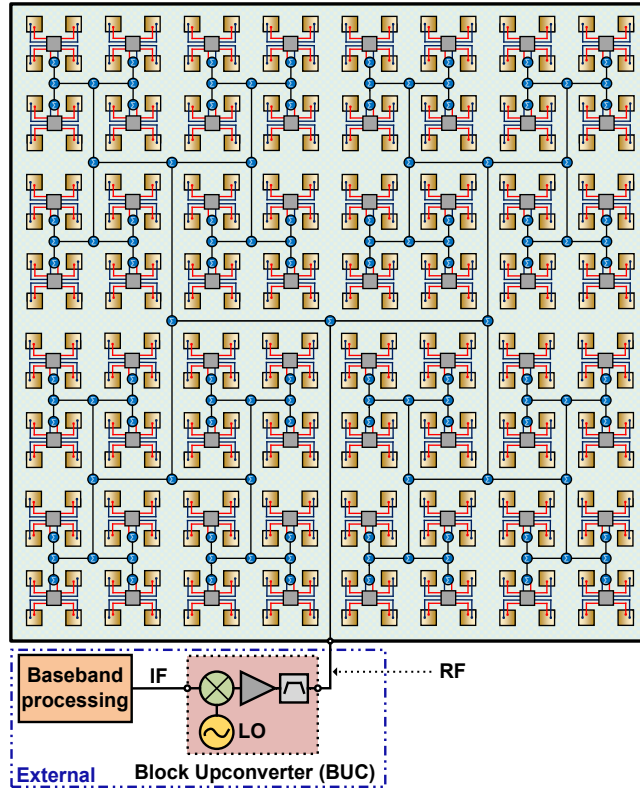 Baseband
processing
IF
LO
RF
External
Block Upconverter (BUC)